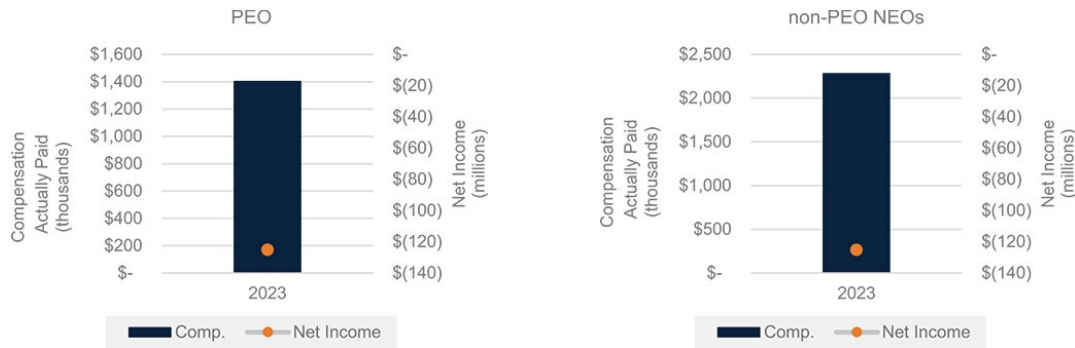 PEO
$1,600
$1,400
$1,200
$1,000
$800
$600
$400
$200
$-
Compensation
Actually Paid
(thousands)
$-
$(20)
$(40)
$(60)
$(80)
$(100)
$(120)
$(140)
Net Income
(millions)
2023
Comp.
Net Income
non-PEO NEOs
$2,500
$2,000
$1,500
$1,000
$500
$-
Compensation
Actually Paid
(thousands)
$-
$(20)
$(40)
$(60)
$(80)
$(100)
$(120)
$(140)
Net Income
(millions)
2023
Comp.
Net Income